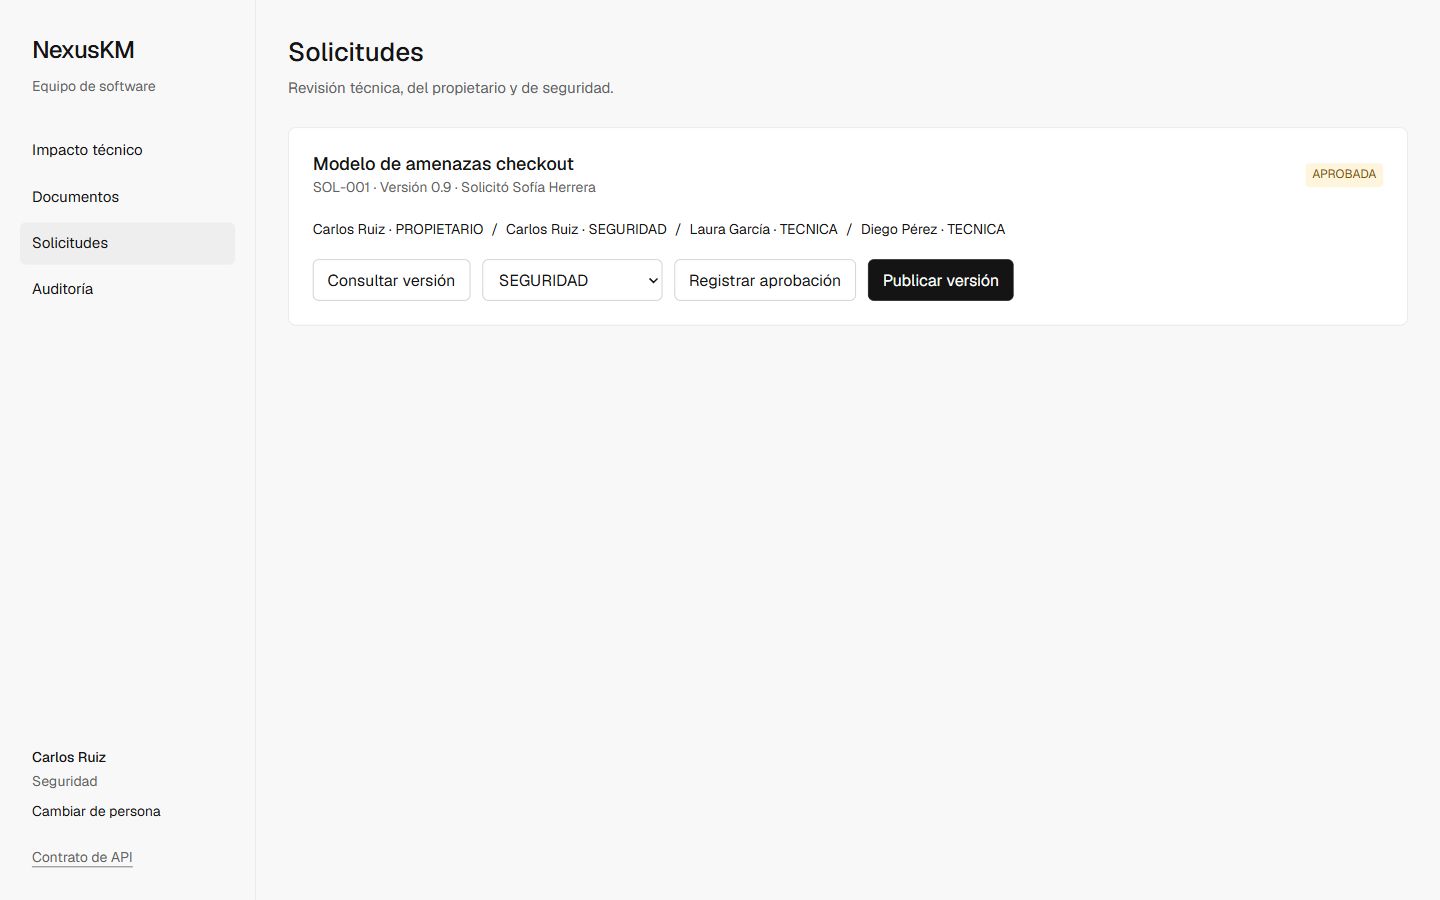 NexusKM
Equipo de software
Impacto técnico
Documentos
Solicitudes
Auditoría
Carlos Ruiz
Seguridad
Cambiar de persona
Contrato de API
Solicitudes
Revisión técnica, del propietario y de seguridad.
Modelo de amenazas checkout
SOL-001 · Versión 0.9 · Solicitó Sofía Herrera
APROBADA
Carlos Ruiz · PROPIETARIO / Carlos Ruiz · SEGURIDAD / Laura García · TECNICA / Diego Pérez · TECNICA
Consultar versión SEGURIDAD Registrar aprobación Publicar versión